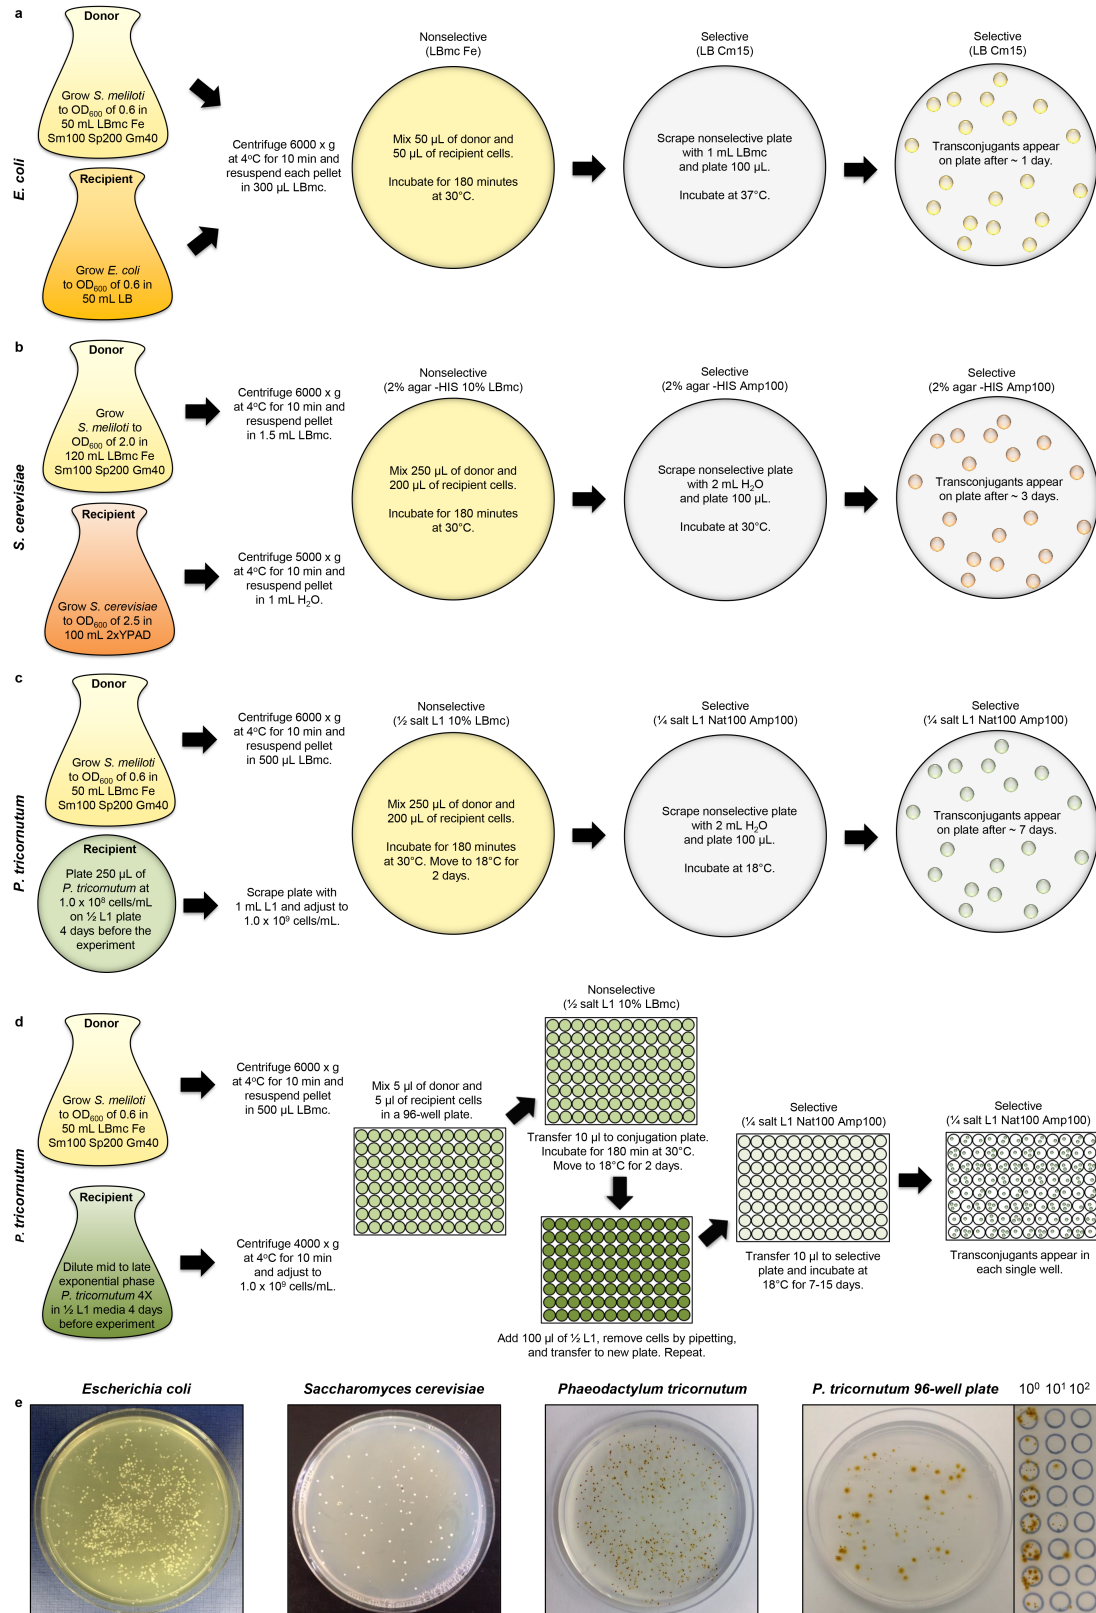 a
E. coli
Donor
Grow S. meliloti
to OD600 of 0.6 in
50 mL LBmc Fe
Sm100 Sp200 Gm40
Recipient
Grow E. coli
to OD600 of 0.6 in
50 mL LB
Centrifuge 6000 x g
at 4°C for 10 min and
resuspend each pellet
in 300 µL LBmc.
Nonselective
(LBmc Fe)
Mix 50 µL of donor and
50 µL of recipient cells.
Incubate for 180 minutes
at 30°C.
Selective
(LB Cm15)
Scrape nonselective plate
with 1 mL LBmc
and plate 100 µL.
Incubate at 37°C.
Selective
(LB Cm15)
Transconjugants appear
on plate after ~ 1 day.
b
S. cerevisiae
Donor
Grow
S. meliloti to
OD600 of 2.0 in
120 mL LBmc Fe
Sm100 Sp200 Gm40
Recipient
Grow S. cerevisiae
to OD600 of 2.5 in
100 mL 2xYPAD
Centrifuge 6000 x g
at 4°C for 10 min and
resuspend pellet
in 1.5 mL LBmc.
Centrifuge 5000 x g
at 4°C for 10 min and
resuspend pellet
in 1 mL H2O.
Nonselective
(2% agar -HIS 10% LBmc)
Mix 250 µL of donor and
200 µL of recipient cells.
Incubate for 180 minutes
at 30°C.
Selective
(2% agar -HIS Amp100)
Scrape nonselective plate
with 2 mL H2O
and plate 100 µL.
Incubate at 30°C.
Selective
(2% agar -HIS Amp100)
Transconjugants appear
on plate after ~ 3 days.
c
P. tricornutum
Donor
Grow S. meliloti
to OD600 of 0.6 in
50 mL LBmc Fe
Sm100 Sp200 Gm40
Recipient
Plate 250 µL of
P. tricornutum at
1.0 x 10⁸ cells/mL
on ½ L1 plate
4 days before the
experiment
Centrifuge 6000 x g
at 4°C for 10 min and
resuspend pellet
in 500 µL LBmc.
Scrape plate with
1 mL L1 and adjust to
1.0 x 10⁹ cells/mL.
Nonselective
(½ salt L1 10% LBmc)
Mix 250 µL of donor and
200 µL of recipient cells.
Incubate for 180 minutes
at 30°C. Move to 18°C for
2 days.
Selective
(¼ salt L1 Nat100 Amp100)
Scrape nonselective plate
with 2 mL H2O
and plate 100 µL.
Incubate at 18°C.
Selective
(¼ salt L1 Nat100 Amp100)
Transconjugants appear
on plate after ~ 7 days.
d
P. tricornutum
Donor
Grow S. meliloti
to OD600 of 0.6 in
50 mL LBmc Fe
Sm100 Sp200 Gm40
Recipient
Dilute mid to late
exponential phase
P. tricornutum 4X
in ½ L1 media 4 days
before experiment
Centrifuge 6000 x g
at 4°C for 10 min and
resuspend pellet
in 500 µL LBmc.
Centrifuge 4000 x g
at 4°C for 10 min
and adjust to
1.0 x 10⁹ cells/mL.
Mix 5 µl of donor and
5 µl of recipient cells
in a 96-well plate.
Nonselective
(½ salt L1 10% LBmc)
Transfer 10 µl to conjugation plate.
Incubate for 180 min at 30°C.
Move to 18°C for 2 days.
Add 100 µl of ½ L1, remove cells by pipetting,
and transfer to new plate. Repeat.
Selective
(¼ salt L1 Nat100 Amp100)
Transfer 10 µl to selective
plate and incubate at
18°C for 7-15 days.
Selective
(¼ salt L1 Nat100 Amp100)
Transconjugants appear in
each single well.
e
Escherichia coli
Saccharomyces cerevisiae
Phaeodactylum tricornutum
P. tricornutum 96-well plate
10⁰ 10¹ 10²